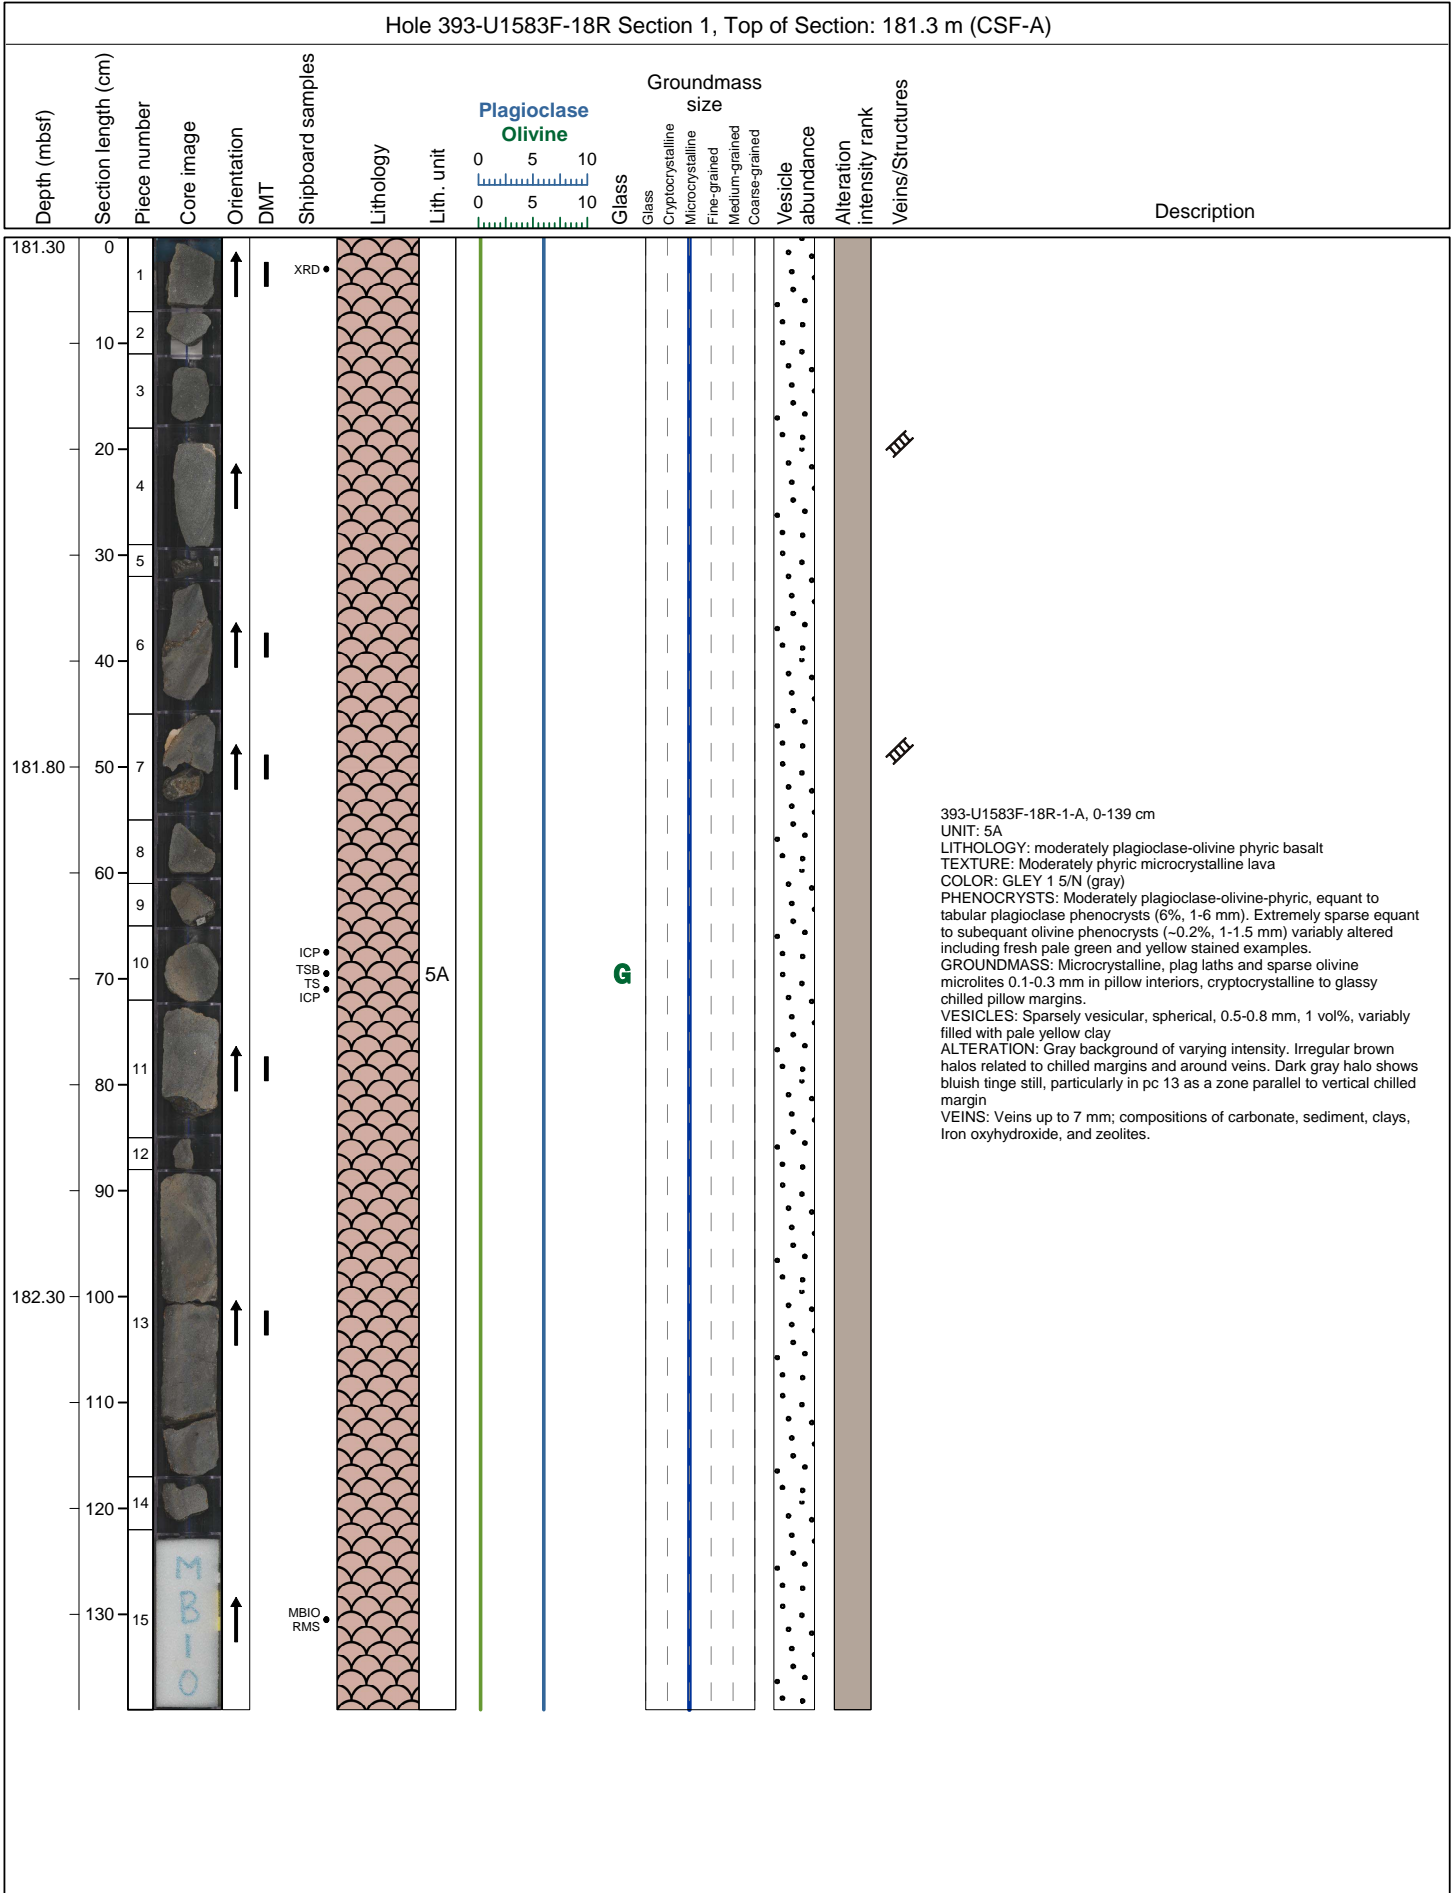 Hole 393-U1583F-18R Section 1, Top of Section: 181.3 m (CSF-A)
Depth (mbsf)
Section length (cm)
Piece number
Core image
Orientation
DMT
Shipboard samples
Lithology
Lith. unit
Plagioclase
Olivine
0 5 10
0 5 10
Glass
Groundmass
size
Glass
Cryptocrystalline
Microcrystalline
Fine-grained
Medium-grained
Coarse-grained
Vesicle
abundance
Alteration
intensity rank
Veins/Structures
Description
181.30
181.80
182.30
0
10
20
30
40
50
60
70
80
90
100
110
120
130
1
2
3
4
5
6
7
8
9
10
11
12
13
14
15
M
B
I
O
XRD
ICP
TSB
TS
ICP
MBIO
RMS
5A
G
393-U1583F-18R-1-A, 0-139 cm
UNIT: 5A
LITHOLOGY: moderately plagioclase-olivine phyric basalt
TEXTURE: Moderately phyric microcrystalline lava
COLOR: GLEY 1 5/N (gray)
PHENOCRYSTS: Moderately plagioclase-olivine-phyric, equant to
tabular plagioclase phenocrysts (6%, 1-6 mm). Extremely sparse equant
to subequant olivine phenocrysts (~0.2%, 1-1.5 mm) variably altered
including fresh pale green and yellow stained examples.
GROUNDMASS: Microcrystalline, plag laths and sparse olivine
microlites 0.1-0.3 mm in pillow interiors, cryptocrystalline to glassy
chilled pillow margins.
VESICLES: Sparsely vesicular, spherical, 0.5-0.8 mm, 1 vol%, variably
filled with pale yellow clay
ALTERATION: Gray background of varying intensity. Irregular brown
halos related to chilled margins and around veins. Dark gray halo shows
bluish tinge still, particularly in pc 13 as a zone parallel to vertical chilled
margin
VEINS: Veins up to 7 mm; compositions of carbonate, sediment, clays,
Iron oxyhydroxide, and zeolites.